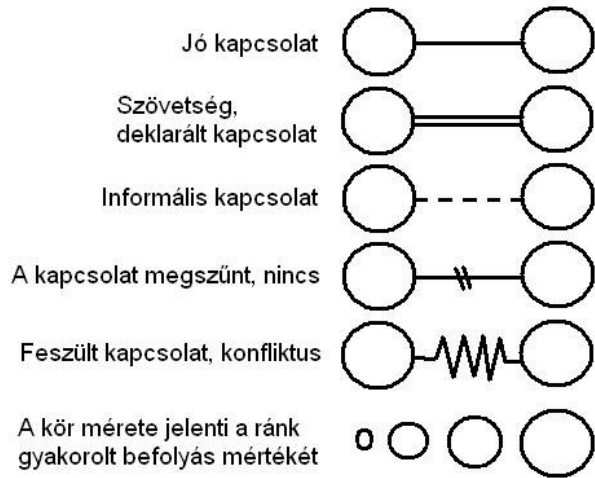 Jó kapcsolat
Szövetség,
deklarált kapcsolat
Informális kapcsolat
A kapcsolat megszűnt, nincs
Feszült kapcsolat, konfliktus
A kör mérete jelenti a ránk
gyakorolt befolyás mértékét